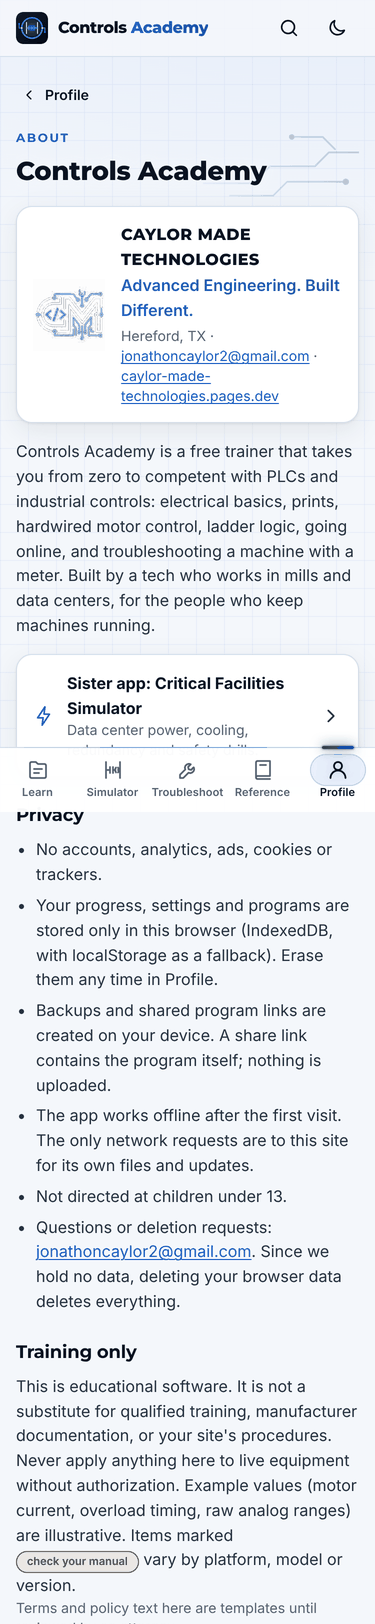 Controls Academy
Profile
ABOUT
Controls Academy
CAYLOR MADE
TECHNOLOGIES
Advanced Engineering. Built
Different.
Hereford, TX ·
jonathoncaylor2@gmail.com ·
caylor-made-
technologies.pages.dev
Controls Academy is a free trainer that takes
you from zero to competent with PLCs and
industrial controls: electrical basics, prints,
hardwired motor control, ladder logic, going
online, and troubleshooting a machine with a
meter. Built by a tech who works in mills and
data centers, for the people who keep
machines running.
Sister app: Critical Facilities
Simulator
Data center power, cooling,
Learn Simulator Troubleshoot Reference Profile
Privacy
• No accounts, analytics, ads, cookies or
trackers.
• Your progress, settings and programs are
stored only in this browser (IndexedDB,
with localStorage as a fallback). Erase
them any time in Profile.
• Backups and shared program links are
created on your device. A share link
contains the program itself; nothing is
uploaded.
• The app works offline after the first visit.
The only network requests are to this site
for its own files and updates.
• Not directed at children under 13.
• Questions or deletion requests:
jonathoncaylor2@gmail.com. Since we
hold no data, deleting your browser data
deletes everything.
Training only
This is educational software. It is not a
substitute for qualified training, manufacturer
documentation, or your site's procedures.
Never apply anything here to live equipment
without authorization. Example values (motor
current, overload timing, raw analog ranges)
are illustrative. Items marked
check your manual vary by platform, model or
version.
Terms and policy text here are templates until